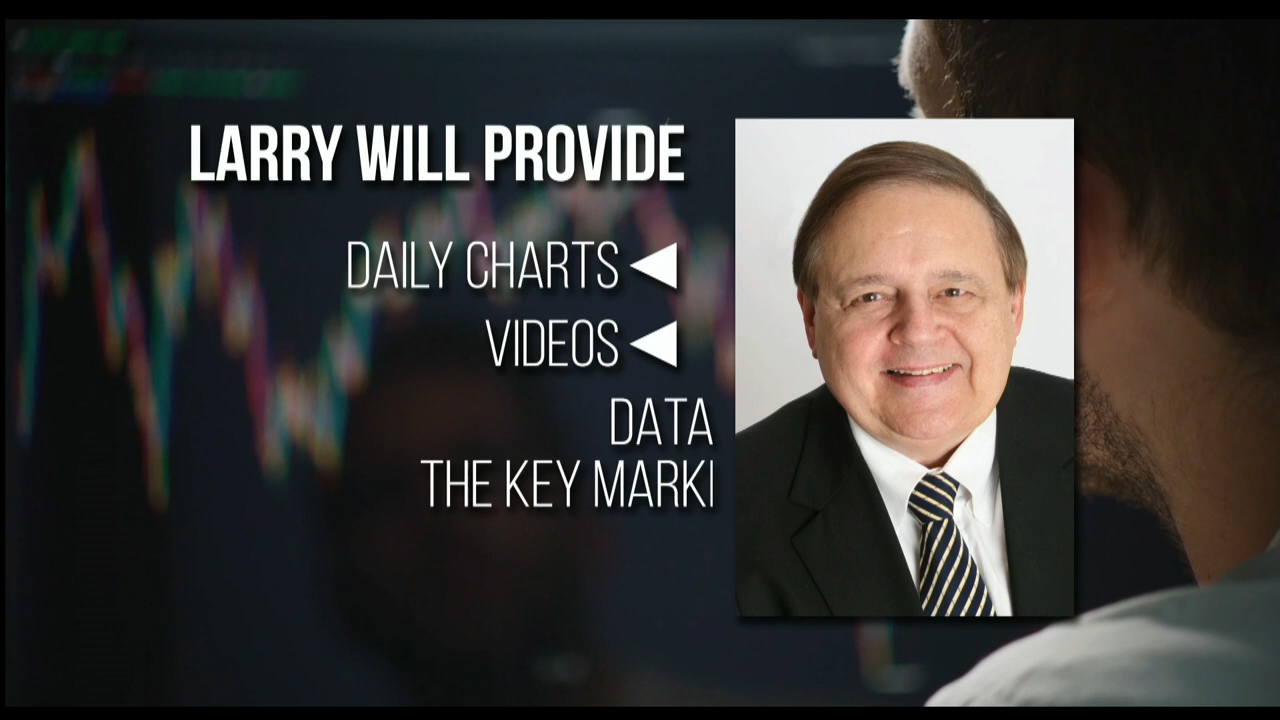 LARRY WILL PROVIDE
DAILY CHARTS
VIDEOS
DATA
THE KEY